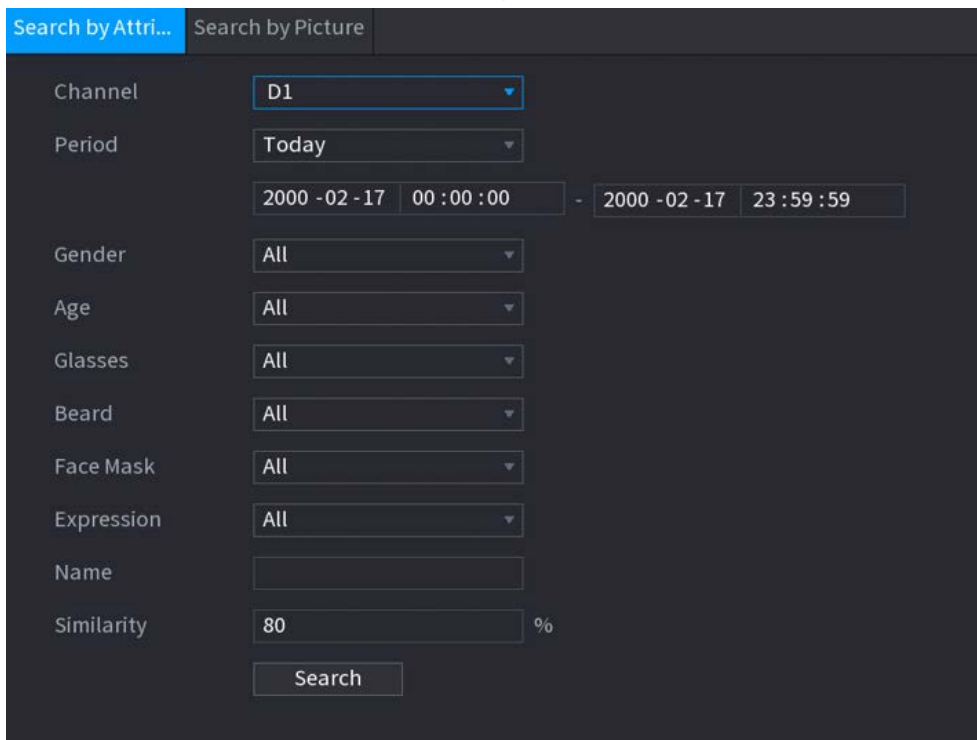 Search by Attri... Search by Picture
Channel D1
Period Today
2000 -02 -17 00 : 00 : 00 - 2000 -02 -17 23 : 59 : 59
Gender All
Age All
Glasses All
Beard All
Face Mask All
Expression All
Name
Similarity 80 %
Search